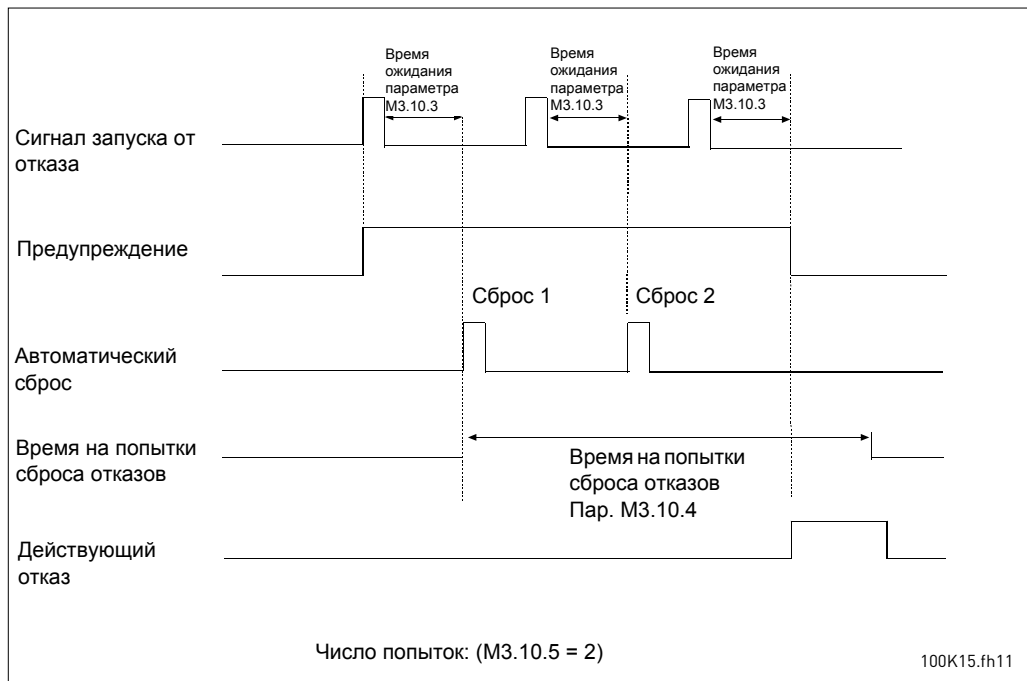 Время
ожидания
параметра
M3.10.3
Время
ожидания
параметра
M3.10.3
Время
ожидания
параметра
M3.10.3
Сигнал запуска от
отказа
Предупреждение
Сброс 1
Сброс 2
Автоматический
сброс
Время на попытки
сброса отказов
Время на попытки
сброса отказов
Пар. M3.10.4
Действующий
отказ
Число попыток: (M3.10.5 = 2)
100K15.fh11